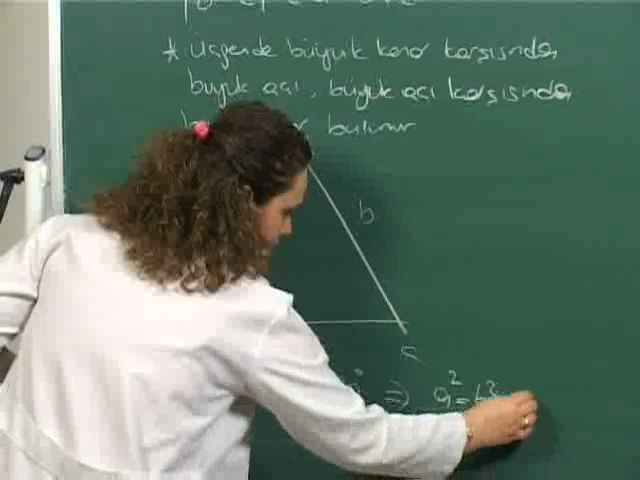 * Üçgende büyük kenar karşısında
büyük açı, büyük açı karşısında
bulunur
b
c
° ⇒ a² = b²